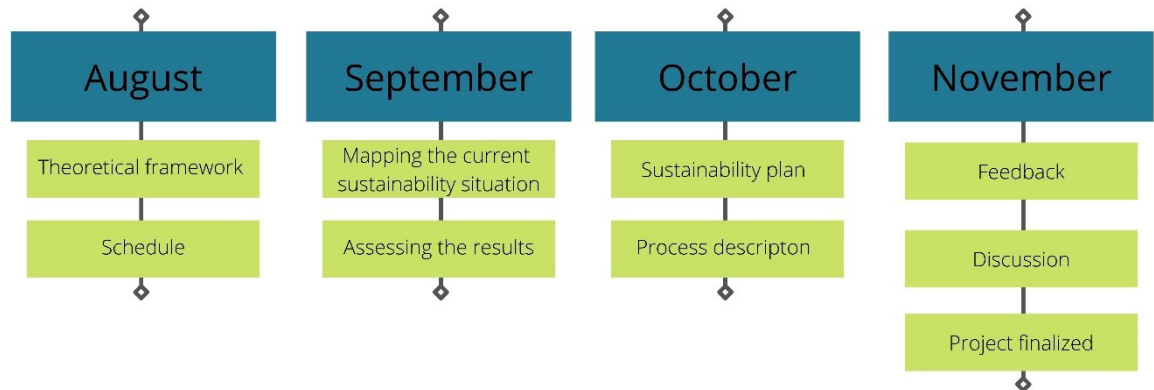 August
Theoretical framework
Schedule
September
Mapping the current
sustainability situation
Assessing the results
October
Sustainability plan
Process descripton
November
Feedback
Discussion
Project finalized